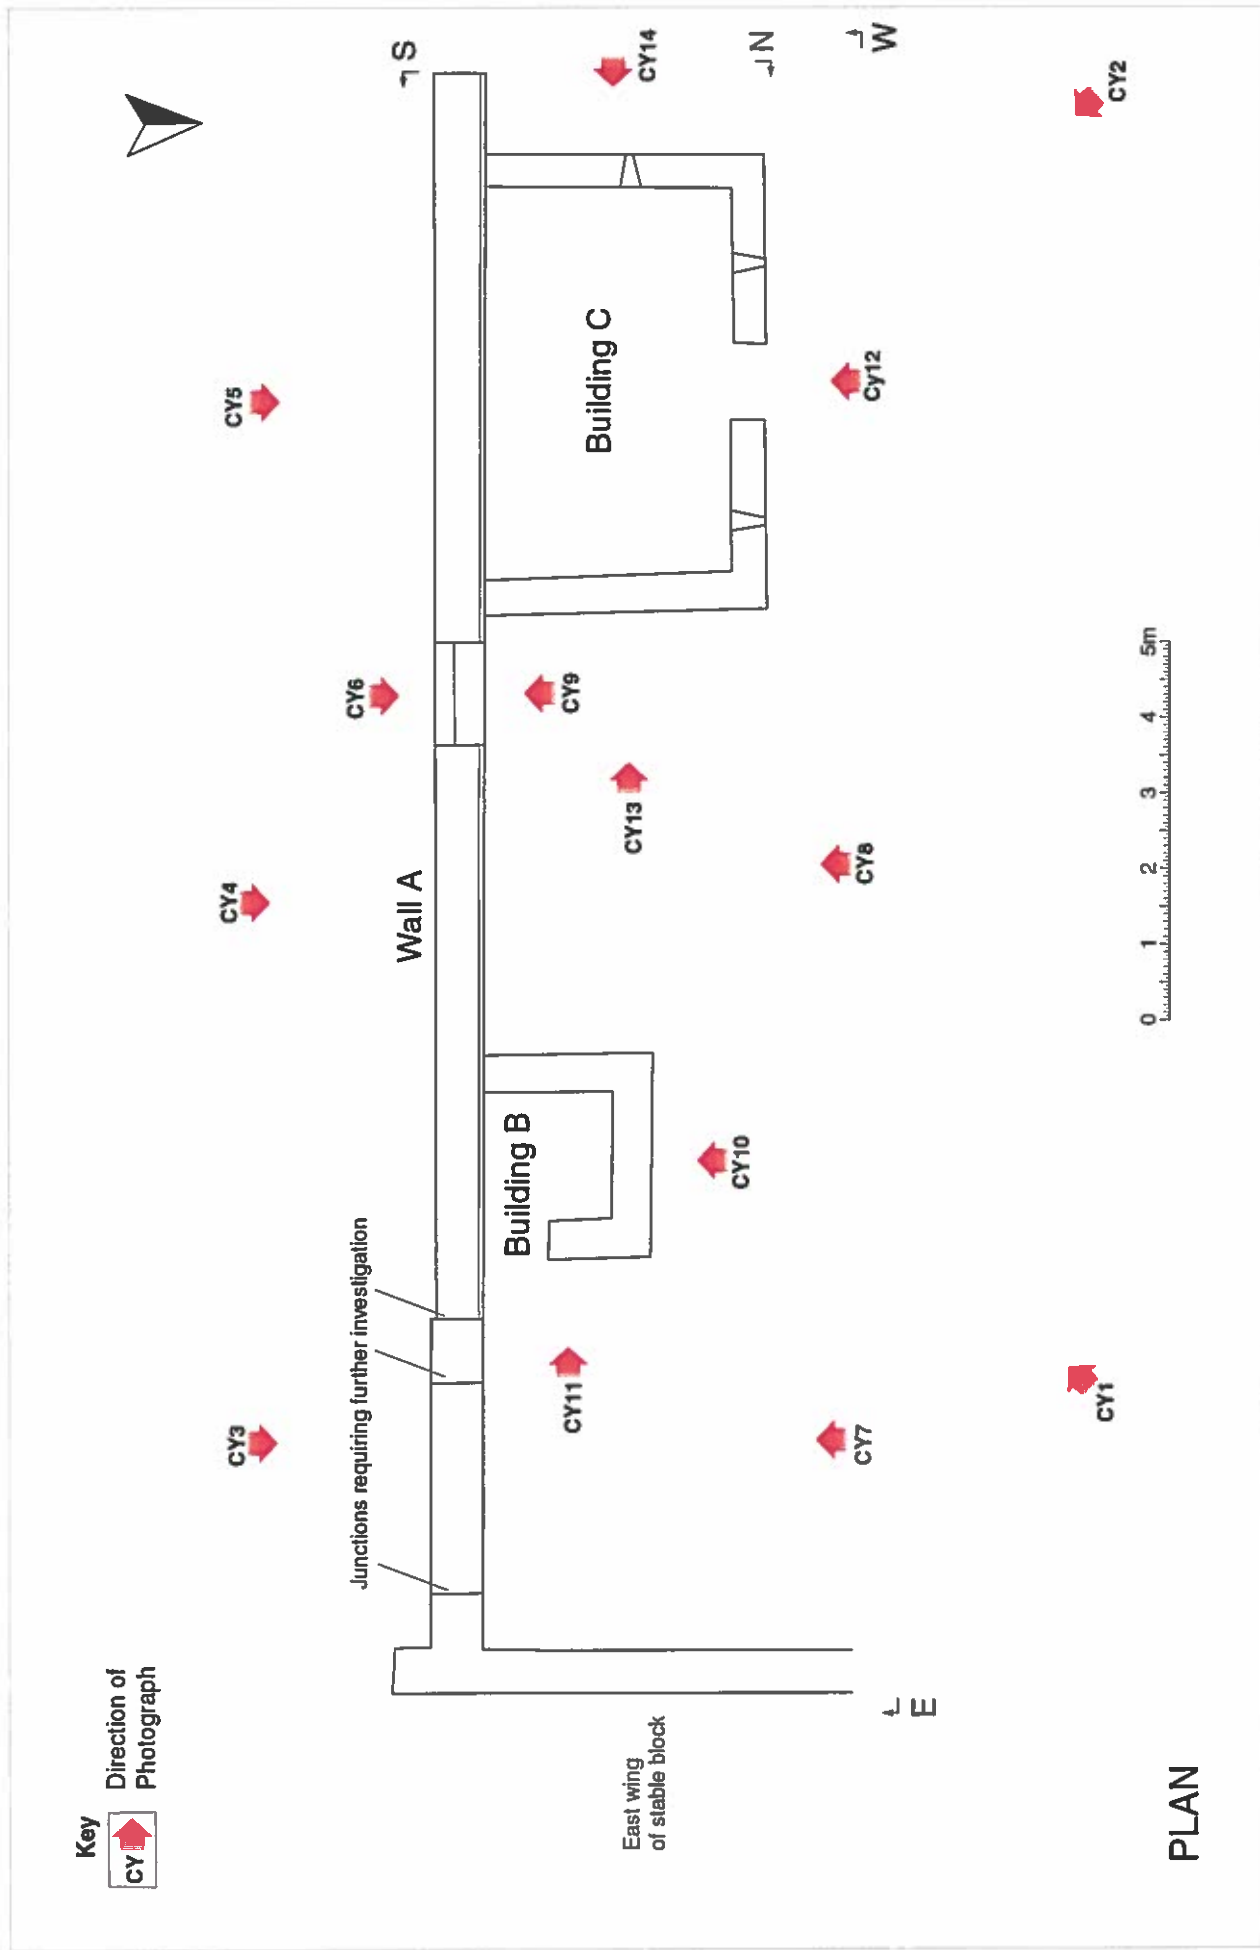 Key
CY
Direction of
Photograph
CY3
CY4
CY5
CY6
S
Junctions requiring further investigation
Wall A
CY14
Building B
Building C
CY11
CY9
CY13
N
W
East wing
of stable block
CY10
CY7
CY8
Cy12
E
CY1
CY2
0 1 2 3 4 5m
PLAN